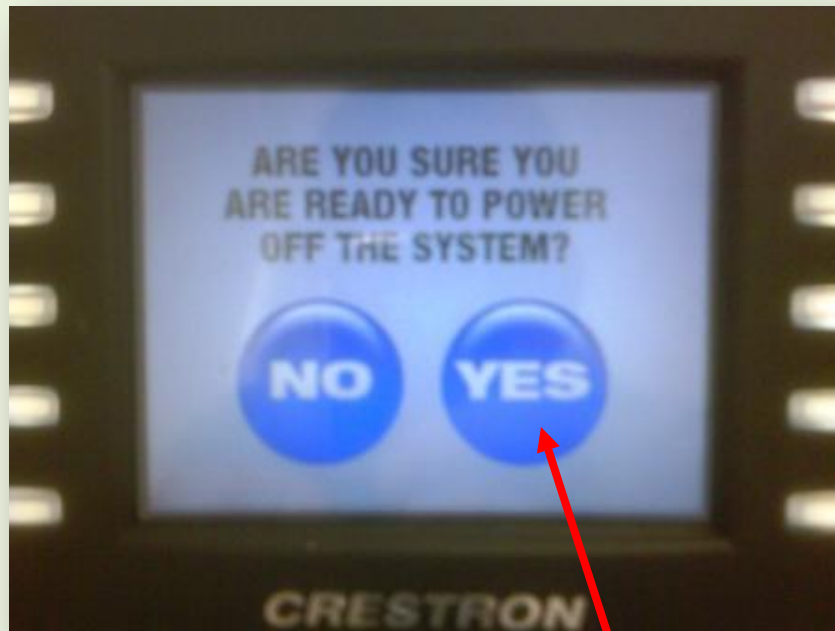 ARE YOU SURE YOU
ARE READY TO POWER
OFF THE SYSTEM?
NO YES
CRESTRON